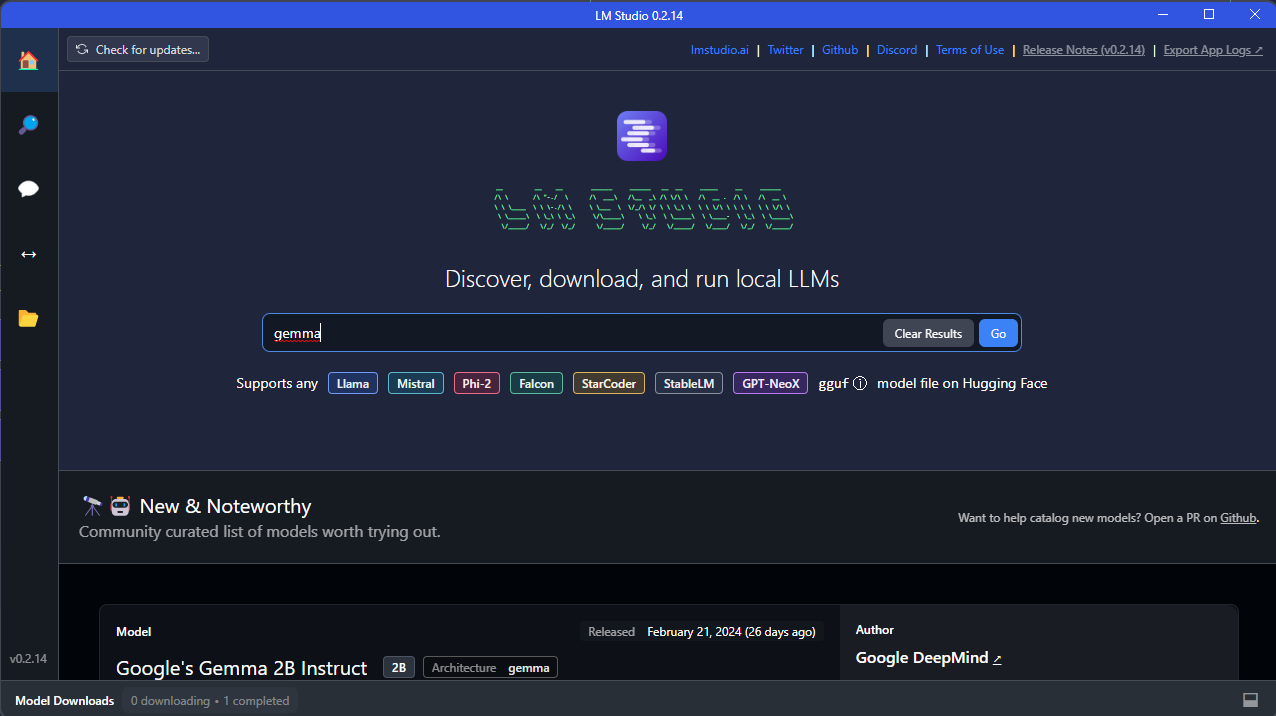 LM Studio 0.2.14
Check for updates...
lmstudio.ai | Twitter | Github | Discord | Terms of Use | Release Notes (v0.2.14) | Export App Logs ↗
LM STUDIO
Discover, download, and run local LLMs
gemma Clear Results Go
Supports any Llama Mistral Phi-2 Falcon StarCoder StableLM GPT-NeoX gguf ⓘ model file on Hugging Face
New & Noteworthy
Community curated list of models worth trying out.
Want to help catalog new models? Open a PR on Github.
Model Released February 21, 2024 (26 days ago)
Google's Gemma 2B Instruct 2B Architecture gemma
Author
Google DeepMind ↗
v0.2.14
Model Downloads 0 downloading • 1 completed